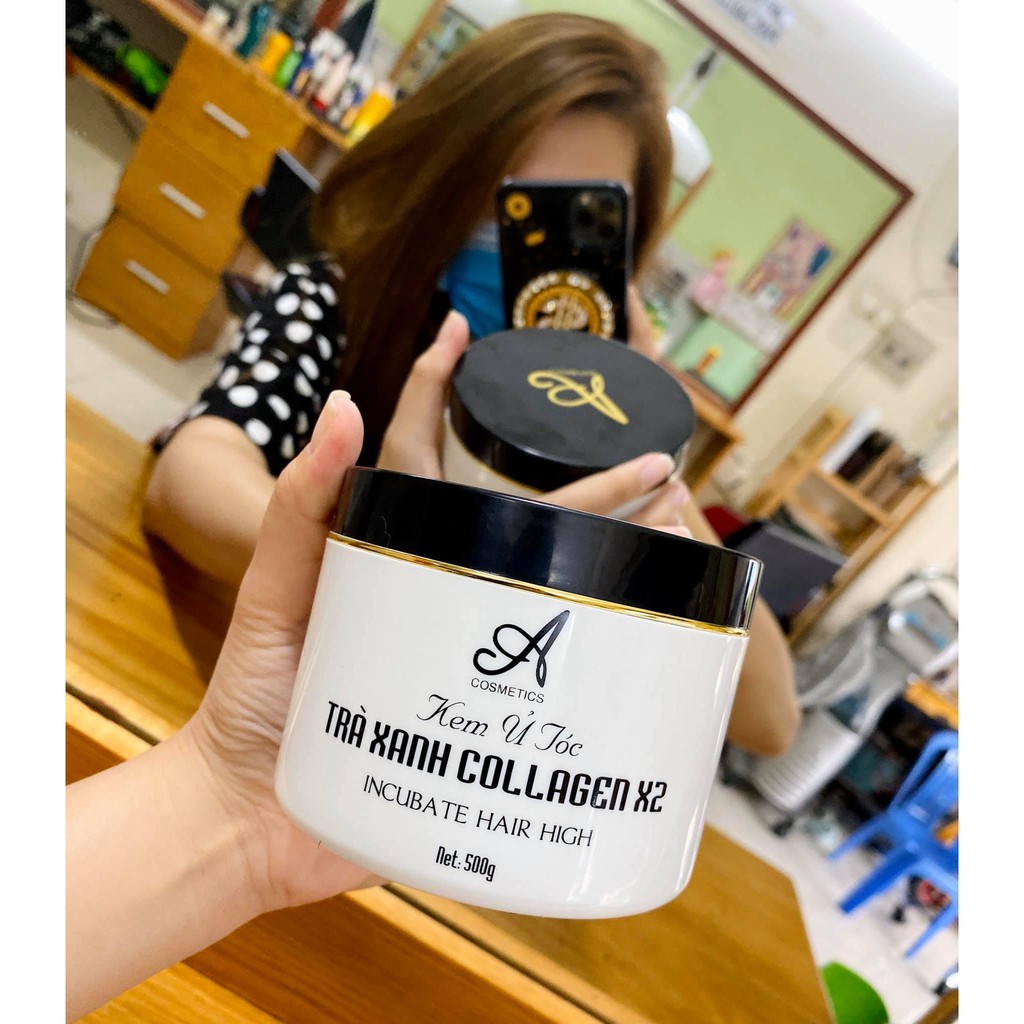 A
COSMETICS
Kem Ủ Tóc
TRÀ XANH COLLAGEN X2
INCUBATE HAIR HIGH
Net: 500g